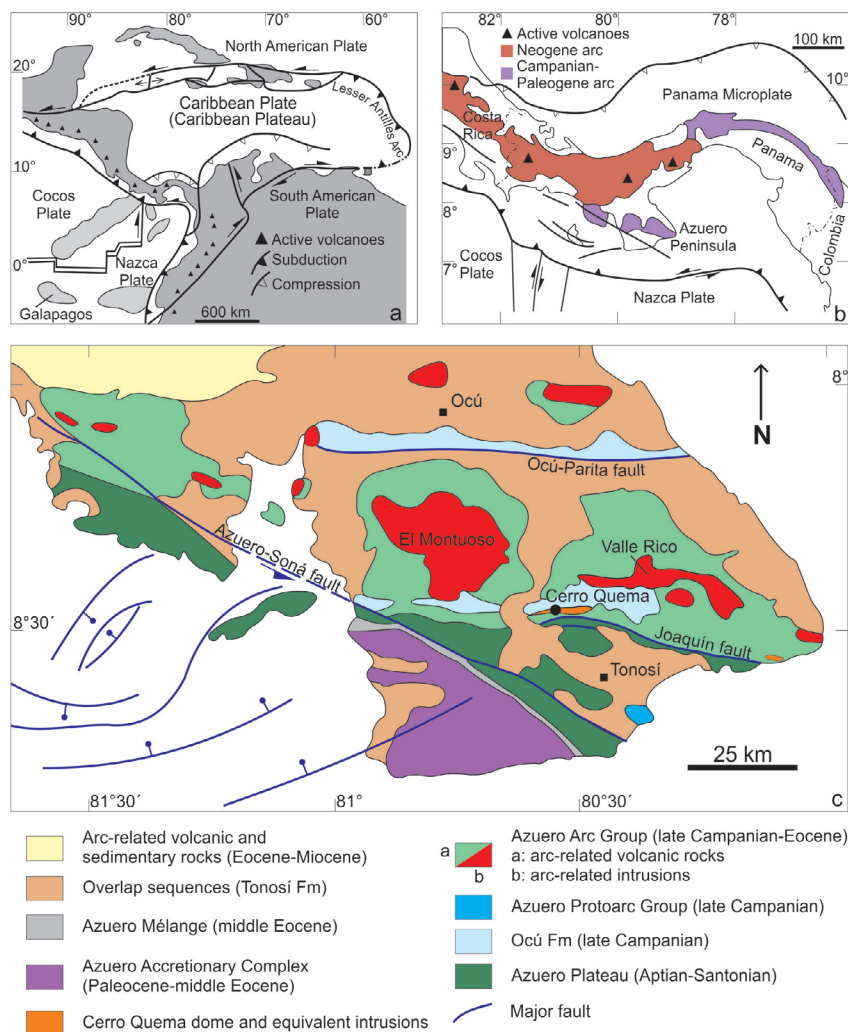 90°
80°
70°
60°
North American Plate
20°
Caribbean Plate
(Caribbean Plateau)
Lesser Antilles Arc
10°
Cocos
Plate
South American
Plate
Active volcanoes
Subduction
Compression
0°
Nazca
Plate
Galapagos
600 km
a
82°
80°
78°
Active volcanoes
Neogene arc
Campanian-
Paleogene arc
100 km
10°
Panama Microplate
Costa
Rica
9°
Panama
8°
Azuero
Peninsula
Colombia
Cocos
Plate
7°
Nazca Plate
b
8°
N
Ocú
Ocú-Parita fault
Azuero-Soná fault
El Montuoso
Valle Rico
Cerro Quema
8°30´
Joaquín fault
Tonosí
25 km
81°30´
81°
80°30´
c
Arc-related volcanic and
sedimentary rocks (Eocene-Miocene)
Overlap sequences (Tonosí Fm)
Azuero Mélange (middle Eocene)
Azuero Accretionary Complex
(Paleocene-middle Eocene)
Cerro Quema dome and equivalent intrusions
a
b
Azuero Arc Group (late Campanian-Eocene)
a: arc-related volcanic rocks
b: arc-related intrusions
Azuero Protoarc Group (late Campanian)
Ocú Fm (late Campanian)
Azuero Plateau (Aptian-Santonian)
Major fault